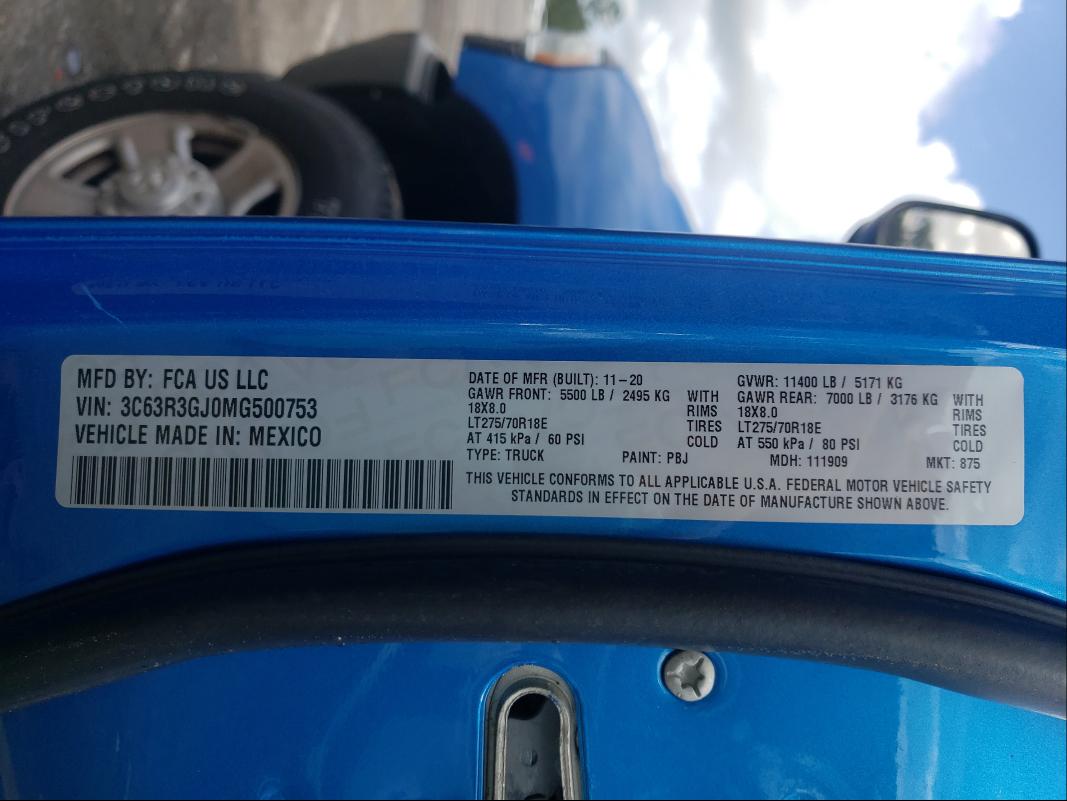 MFD BY: FCA US LLC
VIN: 3C63R3GJ0MG500753
VEHICLE MADE IN: MEXICO
DATE OF MFR (BUILT): 11-20
GAWR FRONT: 5500 LB / 2495 KG WITH
18X8.0 RIMS
LT275/70R18E TIRES
AT 415 kPa / 60 PSI COLD
TYPE: TRUCK PAINT: PBJ
GVWR: 11400 LB / 5171 KG
GAWR REAR: 7000 LB / 3176 KG WITH
18X8.0 RIMS
LT275/70R18E TIRES
AT 550 kPa / 80 PSI COLD
MDH: 111909 MKT: 875
THIS VEHICLE CONFORMS TO ALL APPLICABLE U.S.A. FEDERAL MOTOR VEHICLE SAFETY
STANDARDS IN EFFECT ON THE DATE OF MANUFACTURE SHOWN ABOVE.